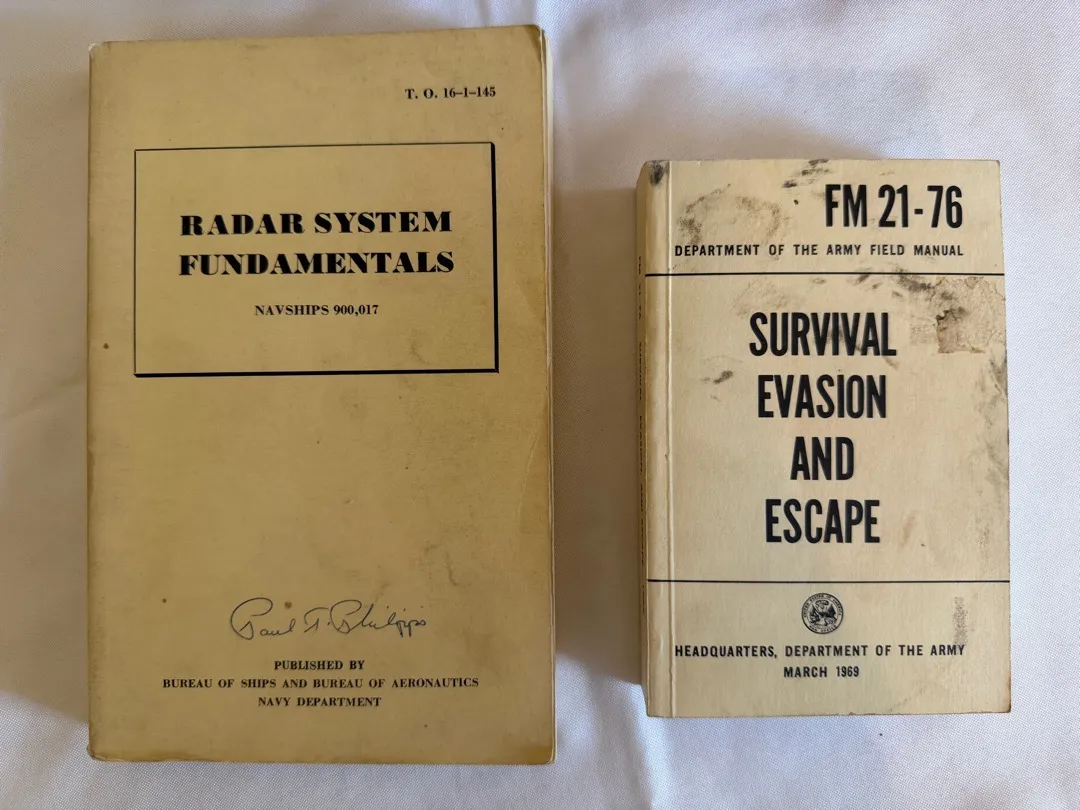 T. O. 16-1-145
RADAR SYSTEM
FUNDAMENTALS
NAVSHIPS 900,017
Paul T. Philipps
PUBLISHED BY
BUREAU OF SHIPS AND BUREAU OF AERONAUTICS
NAVY DEPARTMENT
FM 21-76
DEPARTMENT OF THE ARMY FIELD MANUAL
SURVIVAL
EVASION
AND
ESCAPE
HEADQUARTERS, DEPARTMENT OF THE ARMY
MARCH 1969